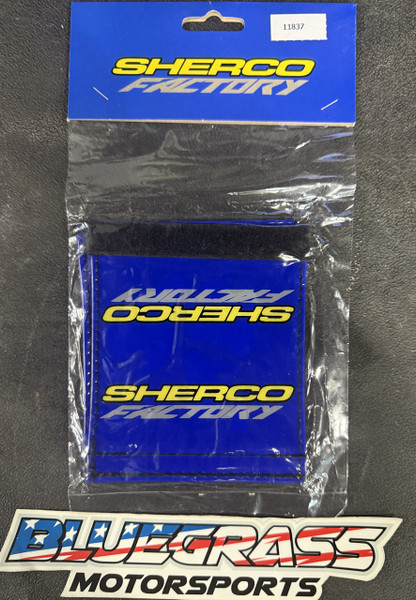 11837
SHERCO
FACTORY
FACTORY
SHERCO
SHERCO
FACTORY
BLUEGRASS
MOTORSPORTS